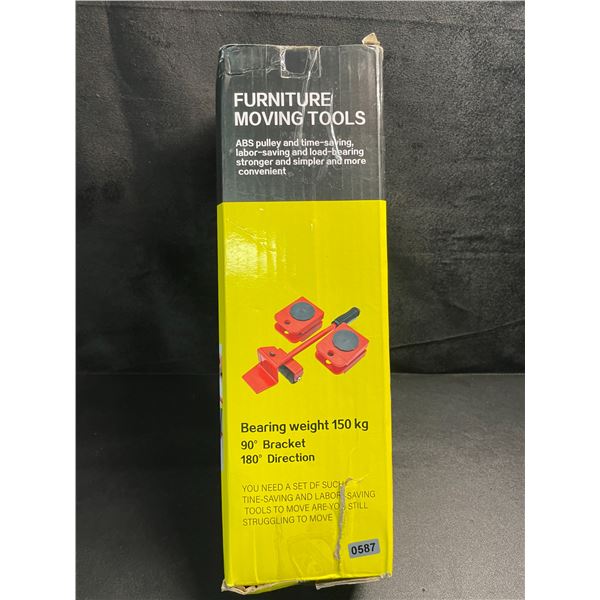 FURNITURE
MOVING TOOLS
ABS pulley and time-saving,
labor-saving and load-bearing
stronger and simpler and more
convenient
Bearing weight 150 kg
90° Bracket
180° Direction
YOU NEED A SET DF SUCH
TINE-SAVING AND LABOR-SAVING
TOOLS TO MOVE ARE YOU STILL
STRUGGLING TO MOVE
0587